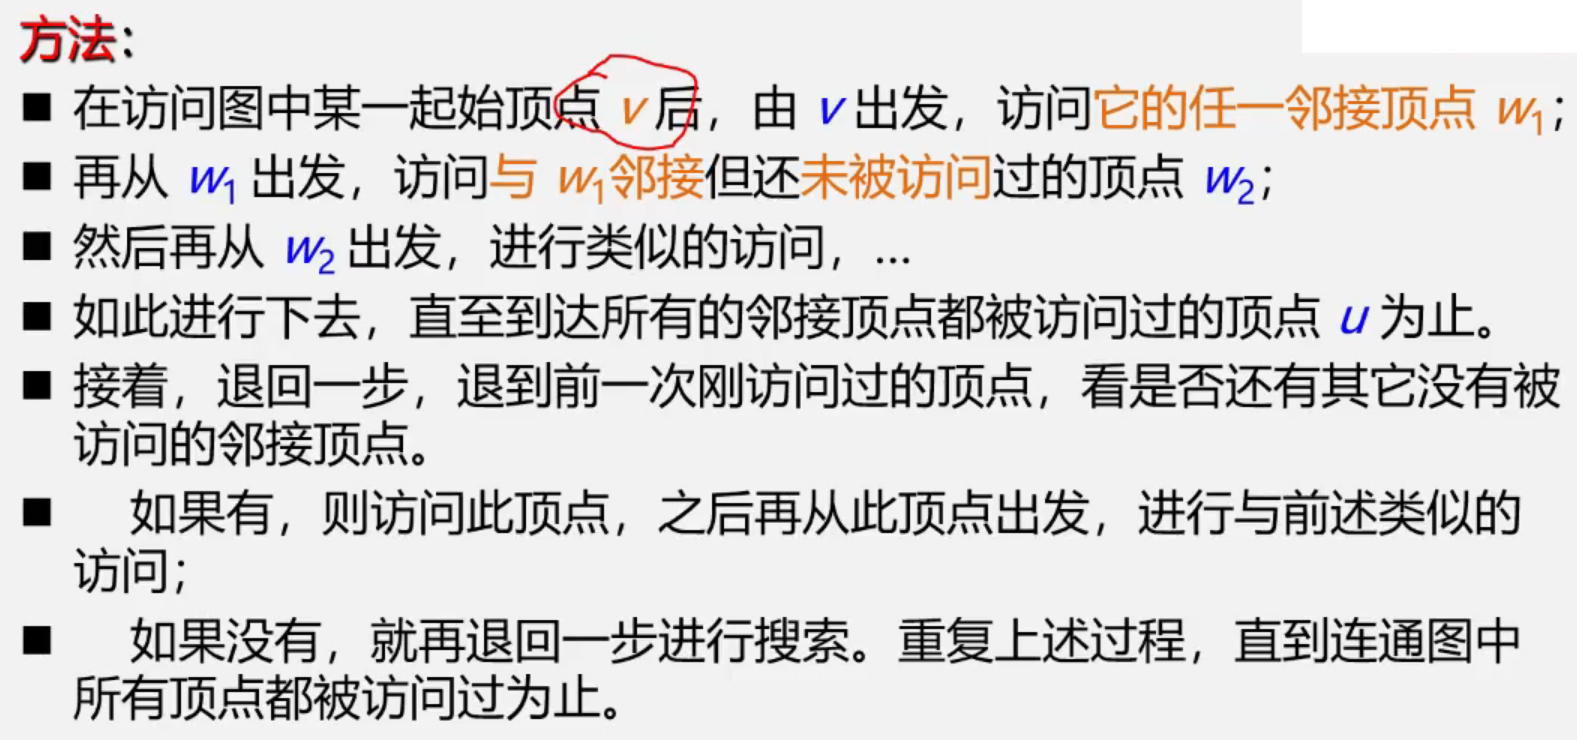 方法：
■ 在访问图中某一起始顶点 v 后，由 v 出发，访问它的任一邻接顶点 w₁；
■ 再从 w₁ 出发，访问与 w₁邻接但还未被访问过的顶点 w₂；
■ 然后再从 w₂ 出发，进行类似的访问，…
■ 如此进行下去，直至到达所有的邻接顶点都被访问过的顶点 u 为止。
■ 接着，退回一步，退到前一次刚访问过的顶点，看是否还有其它没有被
访问的邻接顶点。
■ 如果有，则访问此顶点，之后再从此顶点出发，进行与前述类似的
访问；
■ 如果没有，就再退回一步进行搜索。重复上述过程，直到连通图中
所有顶点都被访问过为止。